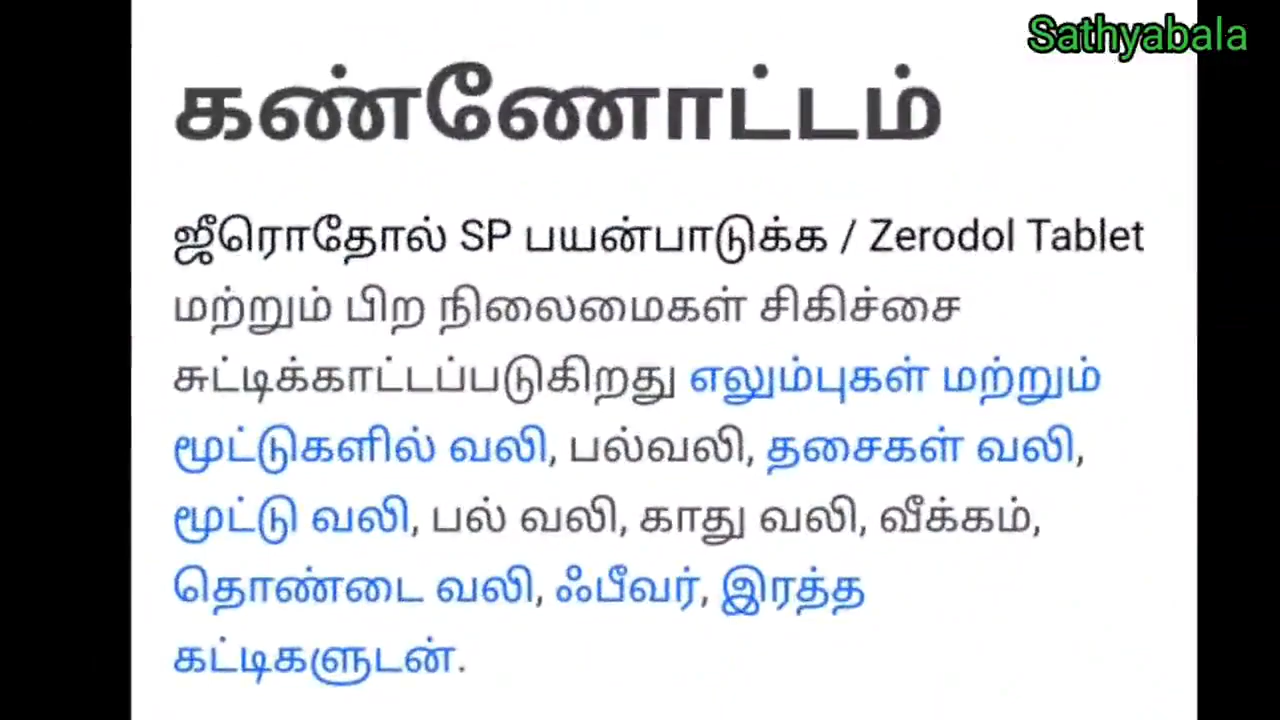 Sathyabala
கண்ணோட்டம்
ஜீரொதோல் SP பயன்பாடுக்க / Zerodol Tablet
மற்றும் பிற நிலைமைகள் சிகிச்சை
சுட்டிக்காட்டப்படுகிறது எலும்புகள் மற்றும்
மூட்டுகளில் வலி, பல்வலி, தசைகள் வலி,
மூட்டு வலி, பல் வலி, காது வலி, வீக்கம்,
தொண்டை வலி, ஃபீவர், இரத்த
கட்டிகளுடன்.